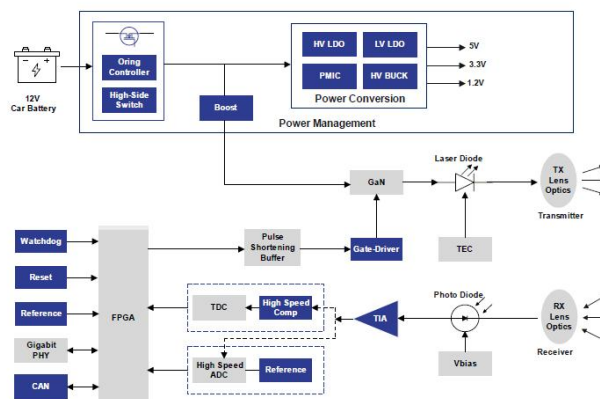 12V
Car Battery
Oring
Controller
High-Side
Switch
HV LDO
LV LDO
PMIC
HV BUCK
Power Conversion
5V
3.3V
1.2V
Power Management
Boost
GaN
Laser Diode
TX
Lens
Optics
Transmitter
Watchdog
Reset
Reference
Gigabit
PHY
CAN
FPGA
Pulse
Shortening
Buffer
Gate-Driver
TEC
TDC
High Speed
Comp
High Speed
ADC
Reference
TIA
Photo Diode
Vbias
RX
Lens
Optics
Receiver